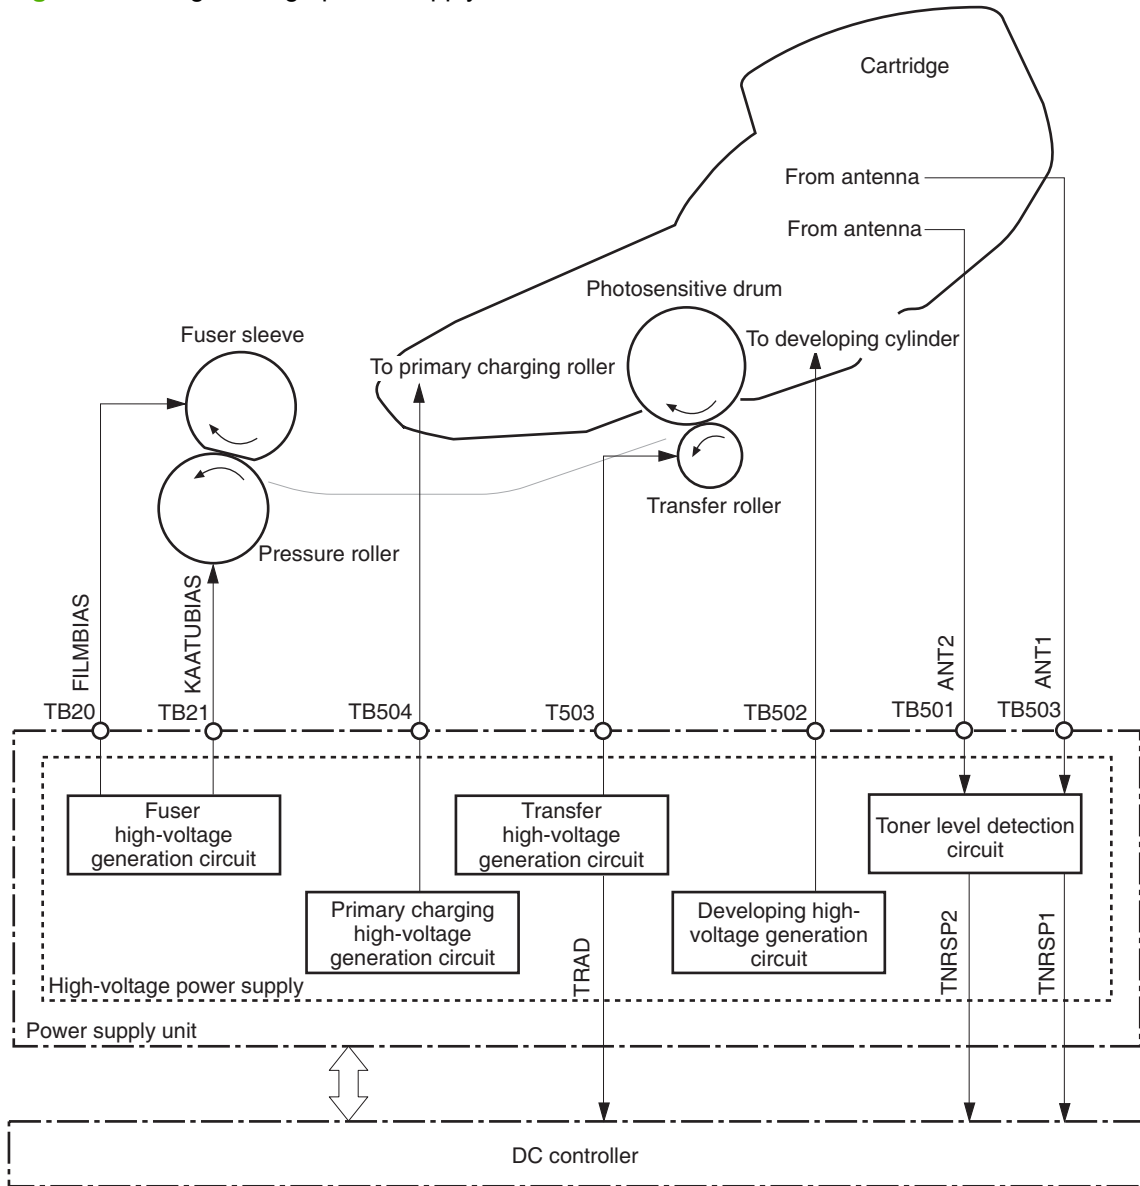 Cartridge
From antenna
From antenna
Photosensitive drum
Fuser sleeve
To developing cylinder
To primary charging roller
Transfer roller
Pressure roller
FILMBIAS
KAATUBIAS
ANT2
ANT1
TB20
TB21
TB504
T503
TB502
TB501
TB503
Fuser
high-voltage
generation circuit
Transfer
high-voltage
generation circuit
Toner level detection
circuit
Primary charging
high-voltage
generation circuit
Developing high-
voltage generation
circuit
TRAD
TNRSP2
TNRSP1
High-voltage power supply
Power supply unit
DC controller